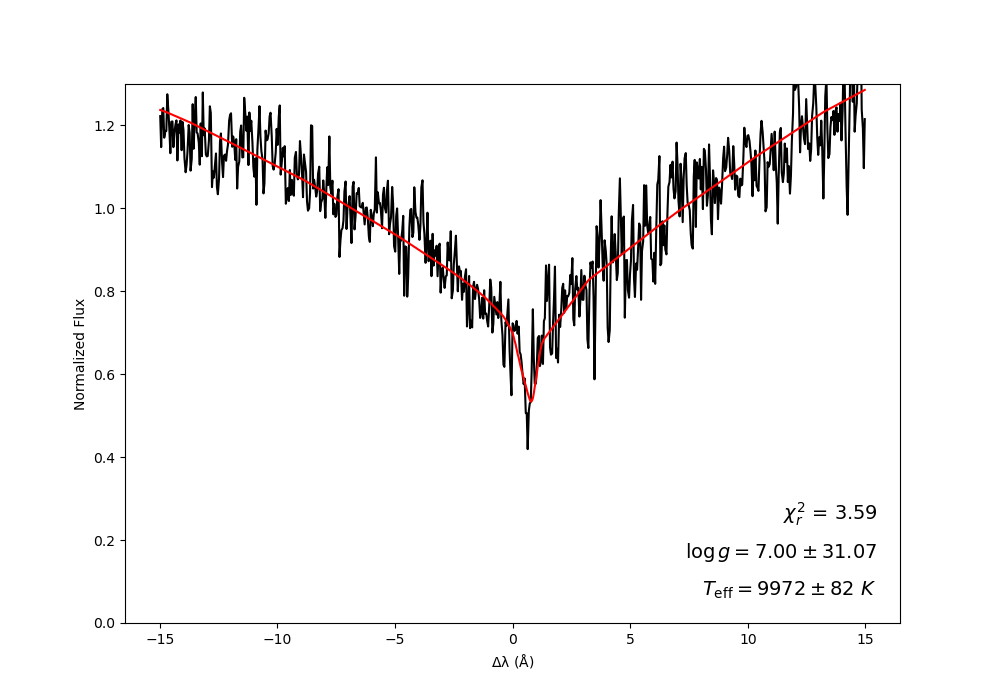 1.2
1.0
0.8
0.6
0.4
0.2
0.0
Normalized Flux
χ²ᵣ = 3.59
log g = 7.00 ± 31.07
T_eff = 9972 ± 82 K
−15 −10 −5 0 5 10 15
Δλ (Å)